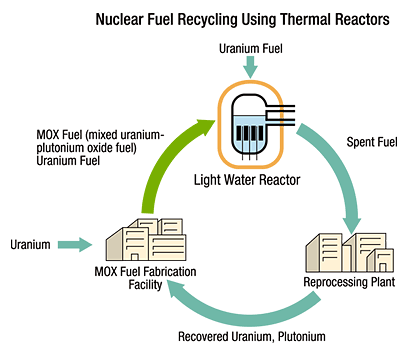 Nuclear Fuel Recycling Using Thermal Reactors
Uranium Fuel
MOX Fuel (mixed uranium-
plutonium oxide fuel)
Uranium Fuel
Spent Fuel
Light Water Reactor
Uranium
MOX Fuel Fabrication
Facility
Reprocessing Plant
Recovered Uranium, Plutonium